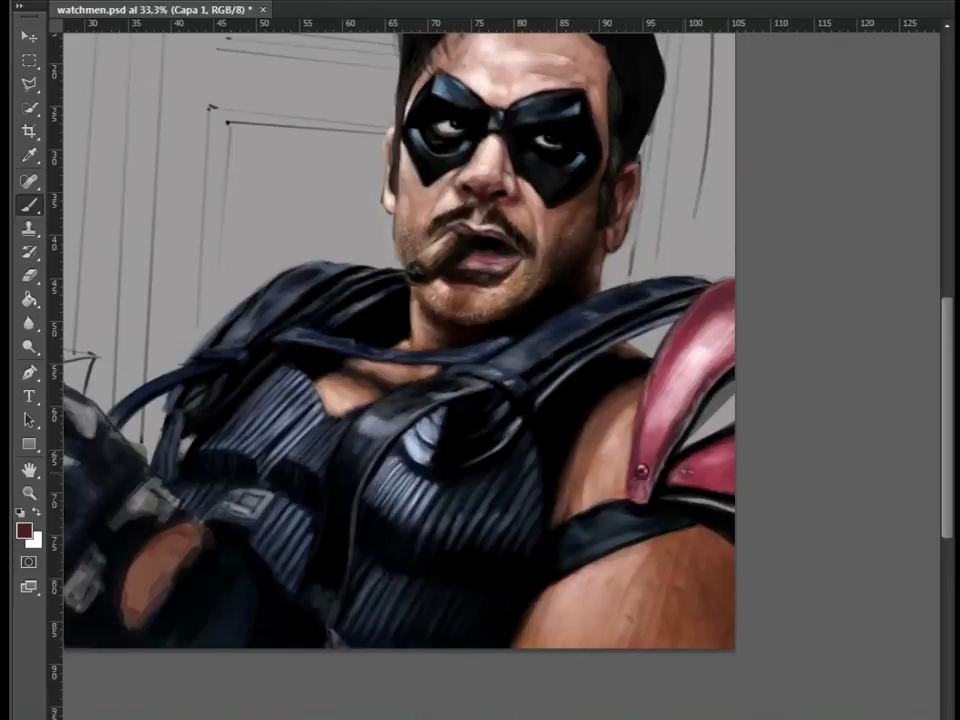 watchmen.psd al 33,3% (Capa 1, RGB/8) * ×
30 35 40 45 50 55 60 65 70 75 80 85 90 95 100 105 110 115 120 125
T